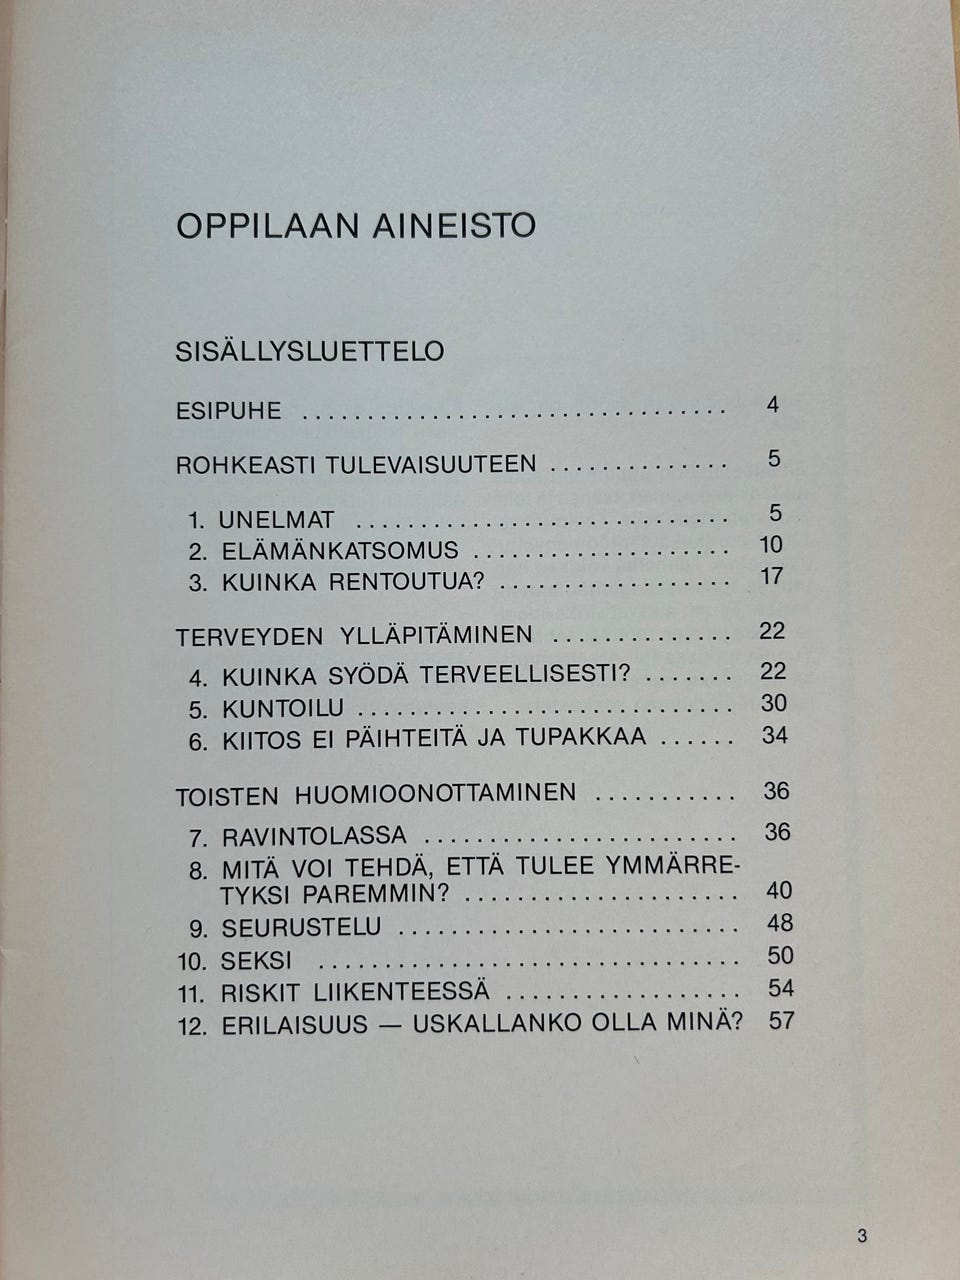 OPPILAAN AINEISTO
SISÄLLYSLUETTELO
ESIPUHE ................................. 4
ROHKEASTI TULEVAISUUTEEN .............. 5
1. UNELMAT ............................. 5
2. ELÄMÄNKATSOMUS .................... 10
3. KUINKA RENTOUTUA? .................. 17
TERVEYDEN YLLÄPITÄMINEN .............. 22
4. KUINKA SYÖDÄ TERVEELLISESTI? ....... 22
5. KUNTOILU ............................. 30
6. KIITOS EI PÄIHTEITÄ JA TUPAKKAA ...... 34
TOISTEN HUOMIOONOTTAMINEN ........... 36
7. RAVINTOLASSA ........................ 36
8. MITÄ VOI TEHDÄ, ETTÄ TULEE YMMÄRRE-
TYKSI PAREMMIN? ..................... 40
9. SEURUSTELU .......................... 48
10. SEKSI ................................ 50
11. RISKIT LIIKENTEESSÄ .................. 54
12. ERILAISUUS — USKALLANKO OLLA MINÄ? 57
3